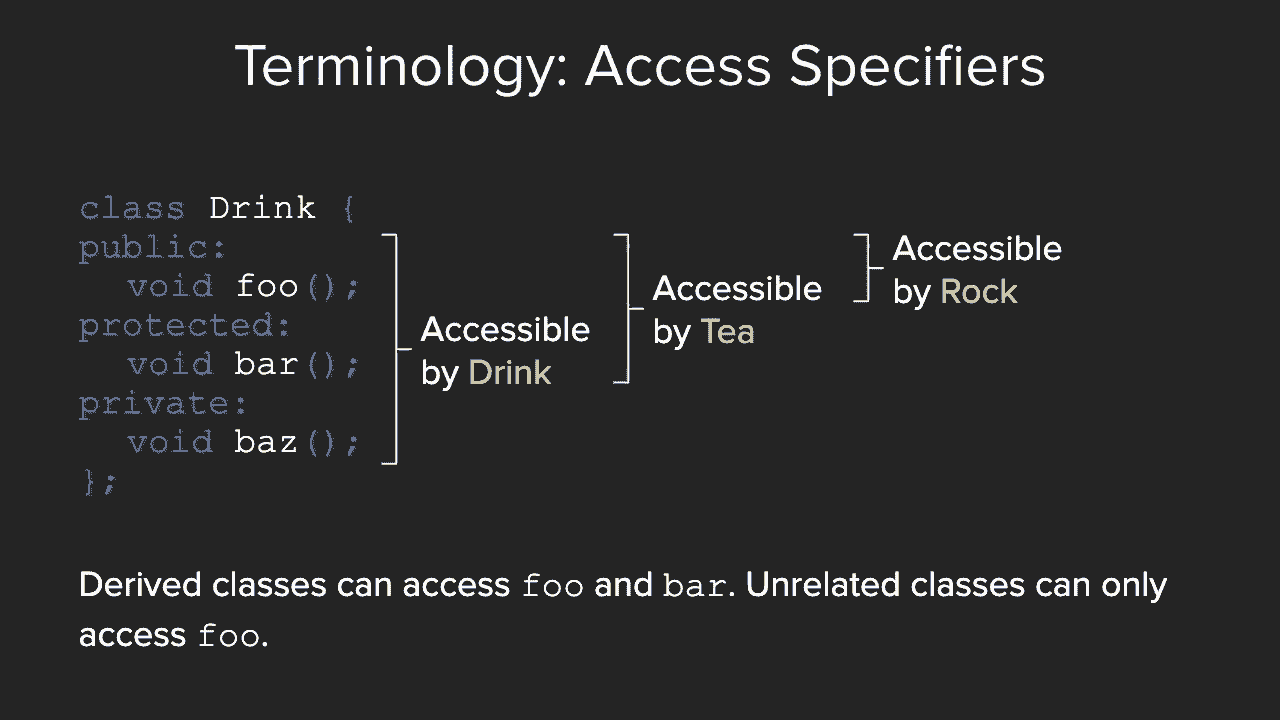 Terminology: Access Specifiers
class Drink {
public:
void foo();
protected:
void bar();
private:
void baz();
};
Accessible
by Drink
Accessible
by Tea
Accessible
by Rock
Derived classes can access foo and bar. Unrelated classes can only
access foo.